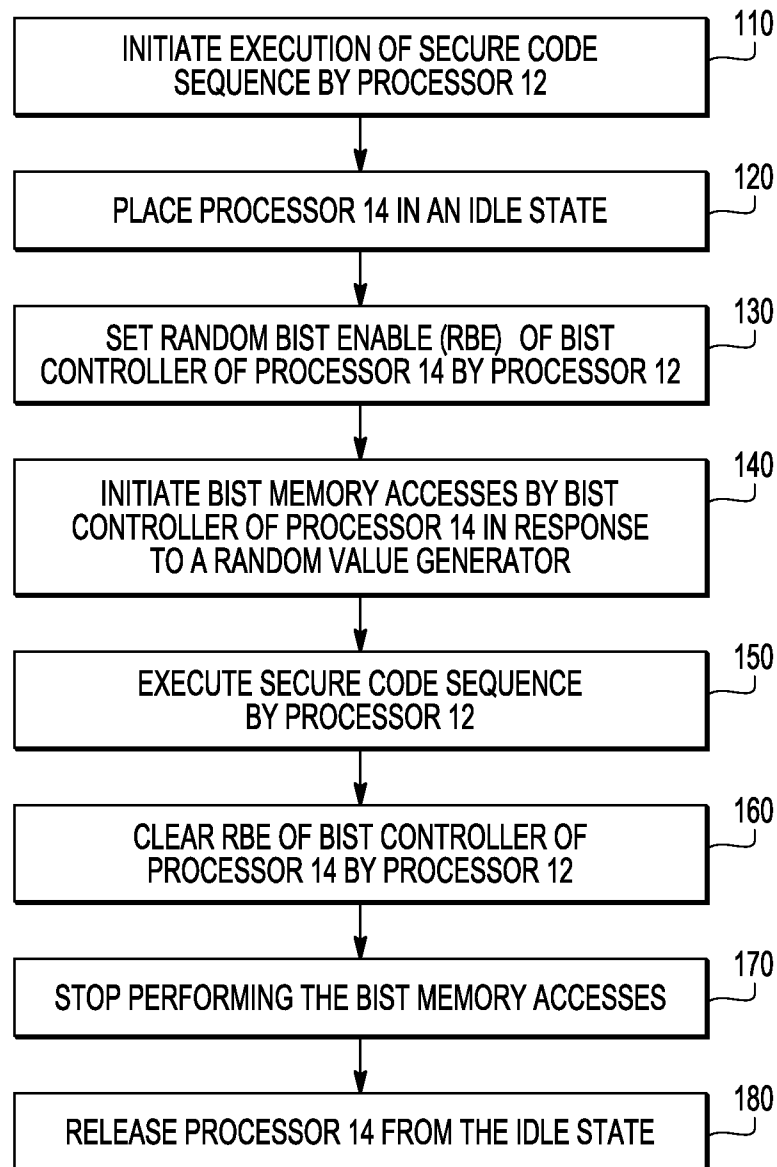 110
INITIATE EXECUTION OF SECURE CODE
SEQUENCE BY PROCESSOR 12
120
PLACE PROCESSOR 14 IN AN IDLE STATE
130
SET RANDOM BIST ENABLE (RBE) OF BIST
CONTROLLER OF PROCESSOR 14 BY PROCESSOR 12
140
INITIATE BIST MEMORY ACCESSES BY BIST
CONTROLLER OF PROCESSOR 14 IN RESPONSE
TO A RANDOM VALUE GENERATOR
150
EXECUTE SECURE CODE SEQUENCE
BY PROCESSOR 12
160
CLEAR RBE OF BIST CONTROLLER OF
PROCESSOR 14 BY PROCESSOR 12
170
STOP PERFORMING THE BIST MEMORY ACCESSES
180
RELEASE PROCESSOR 14 FROM THE IDLE STATE